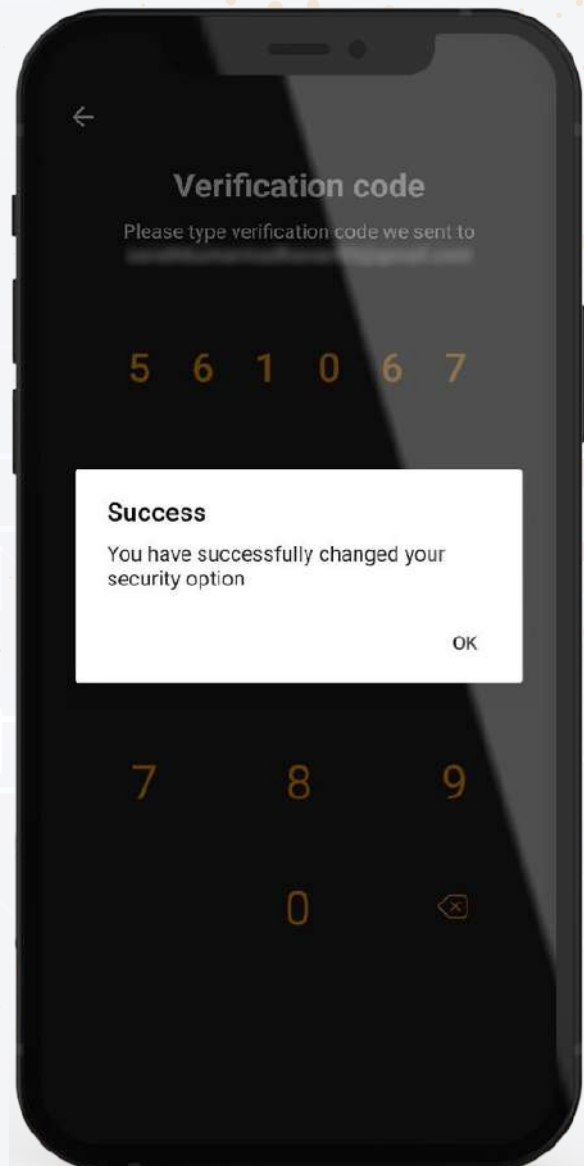 Verification code
Please type verification code we sent to
5 6 1 0 6 7
Success
You have successfully changed your
security option
OK
7 8 9
0